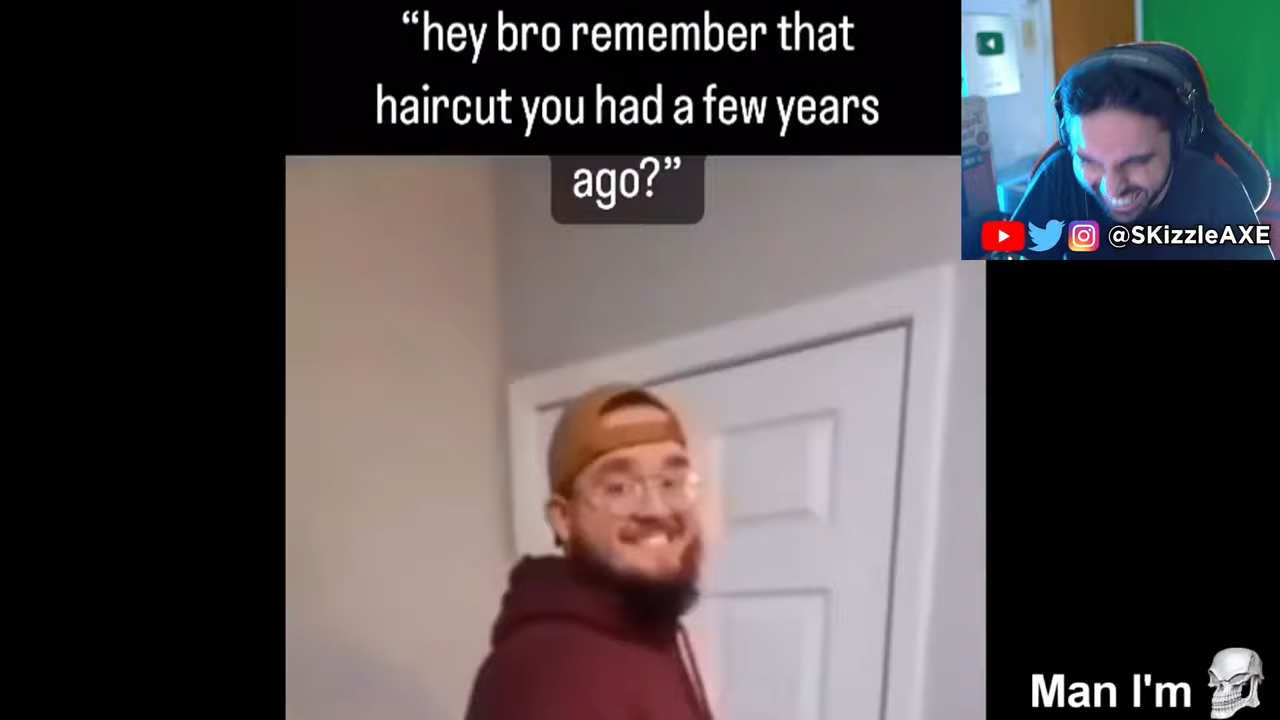 “hey bro remember that
haircut you had a few years
ago?”
@SKizzleAXE
Man I'm